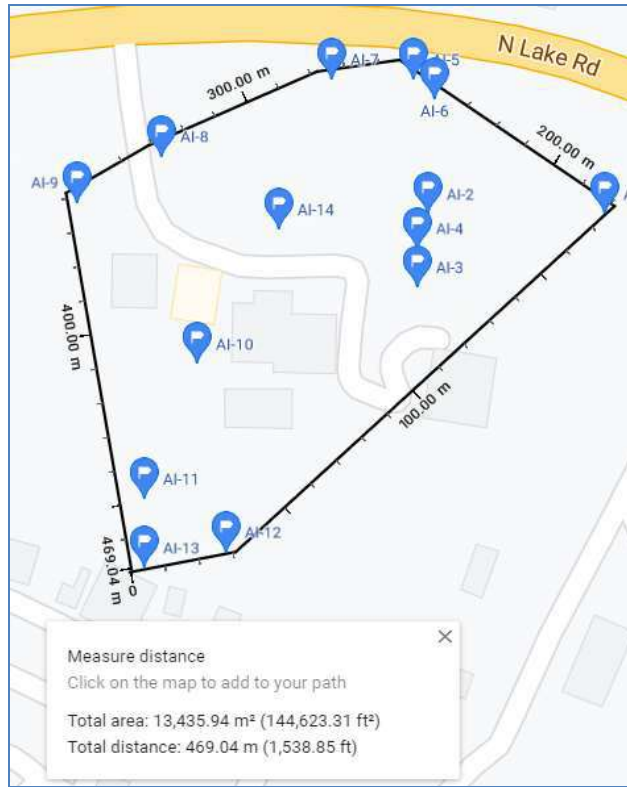 N Lake Rd
AI-7
AI-5
AI-6
300.00 m
200.00 m
AI-8
AI-9
AI-2
AI-14
AI-4
AI-3
400.00 m
AI-10
100.00 m
AI-11
AI-12
AI-13
469.04 m
0
Measure distance
Click on the map to add to your path
Total area: 13,435.94 m² (144,623.31 ft²)
Total distance: 469.04 m (1,538.85 ft)